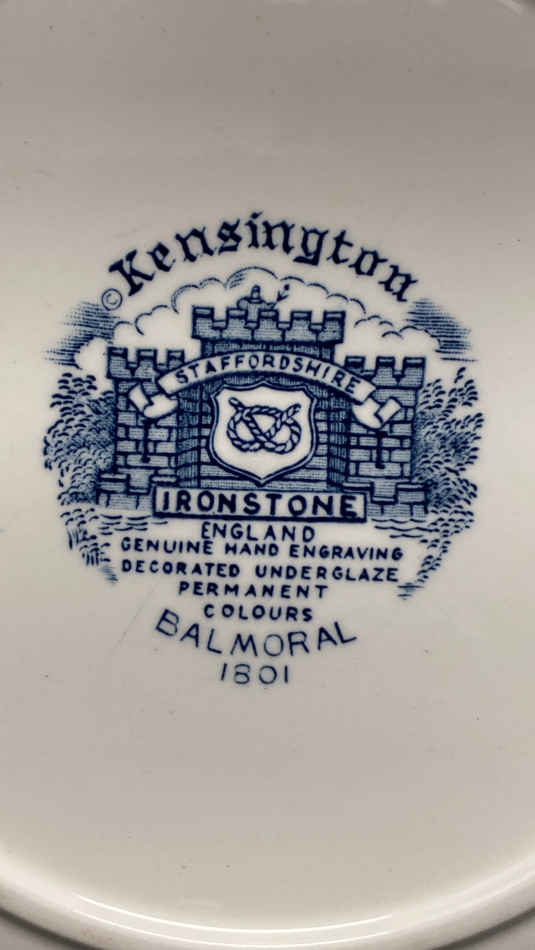 © Kensington
STAFFORDSHIRE
IRONSTONE
ENGLAND
GENUINE HAND ENGRAVING
DECORATED UNDERGLAZE
PERMANENT
COLOURS
BALMORAL
1801